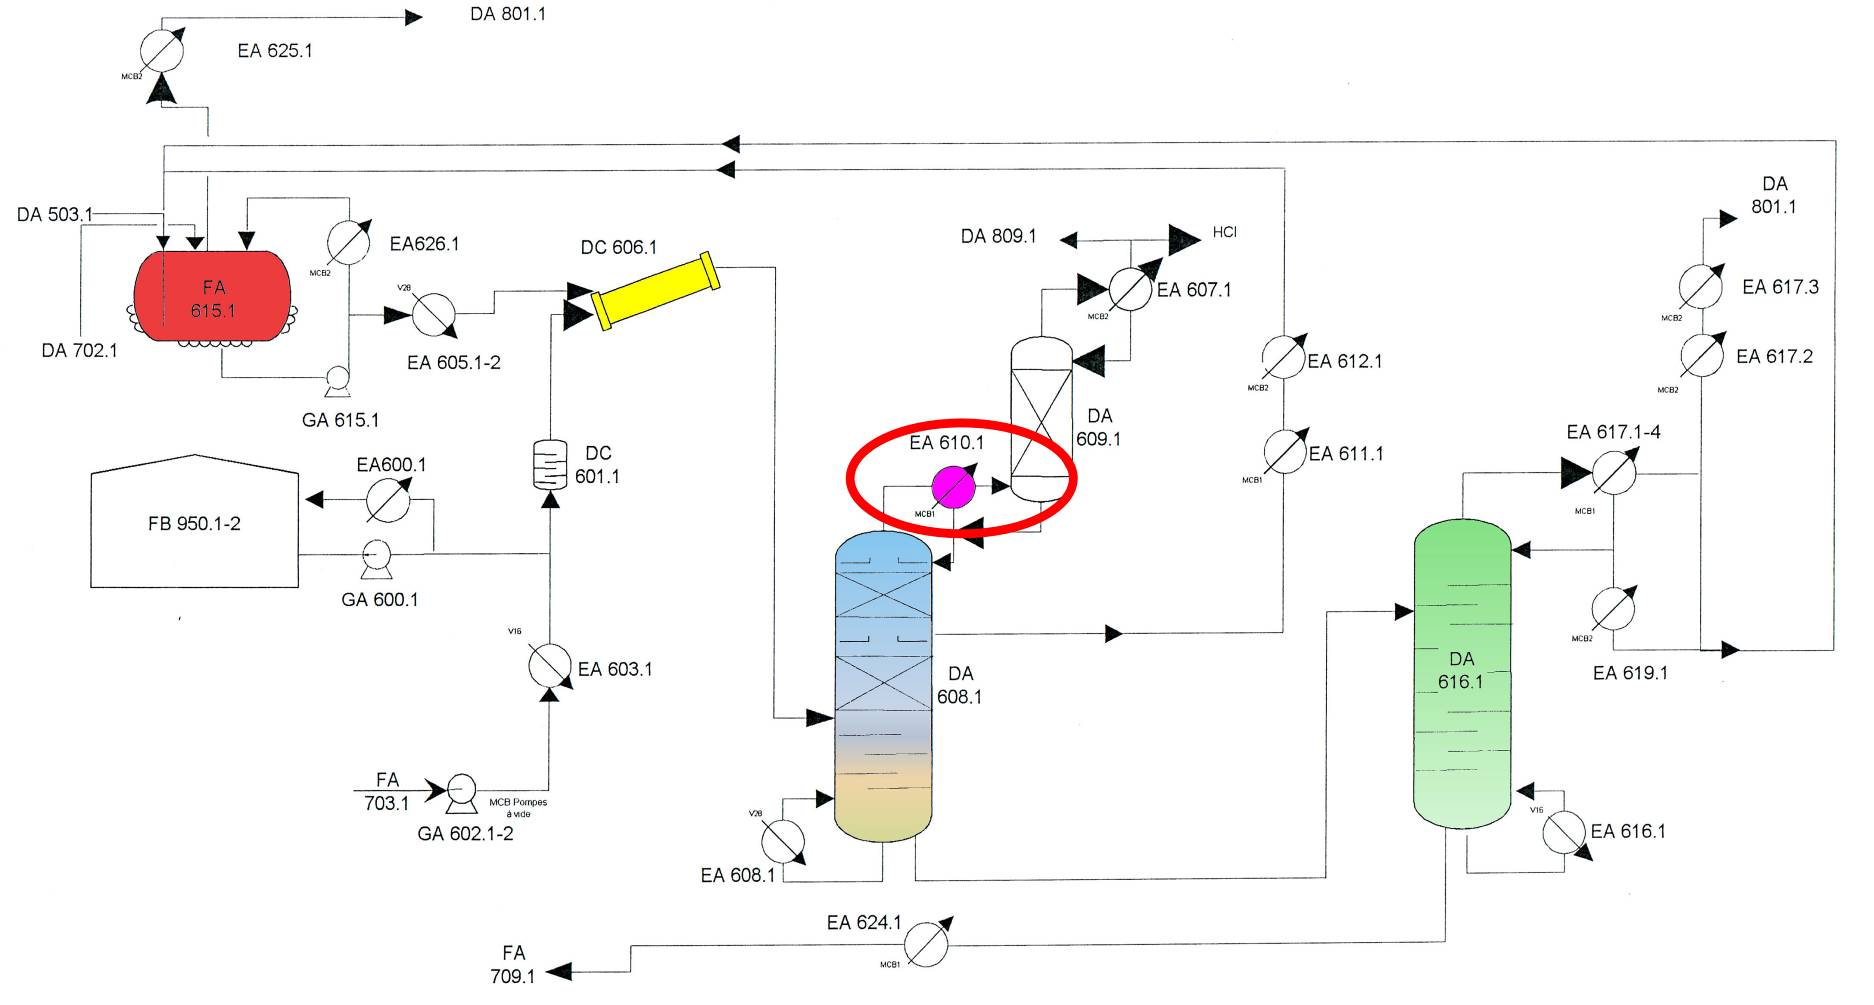 DA 801.1
EA 625.1
MCB2
DA 503.1
DA 702.1
FA
615.1
EA626.1
MCB2
V28
EA 605.1-2
GA 615.1
DC 606.1
DA 809.1
HCl
EA 607.1
MCB2
DA
609.1
EA 610.1
MCB1
EA 612.1
MCB2
EA 611.1
MCB1
DA
801.1
EA 617.3
MCB2
EA 617.2
MCB2
EA 617.1-4
MCB1
MCB2
EA 619.1
DC
601.1
EA600.1
FB 950.1-2
GA 600.1
V16
EA 603.1
FA
703.1
MCB Pompes
à vide
GA 602.1-2
DA
608.1
V28
EA 608.1
DA
616.1
V16
EA 616.1
EA 624.1
MCB1
FA
709.1